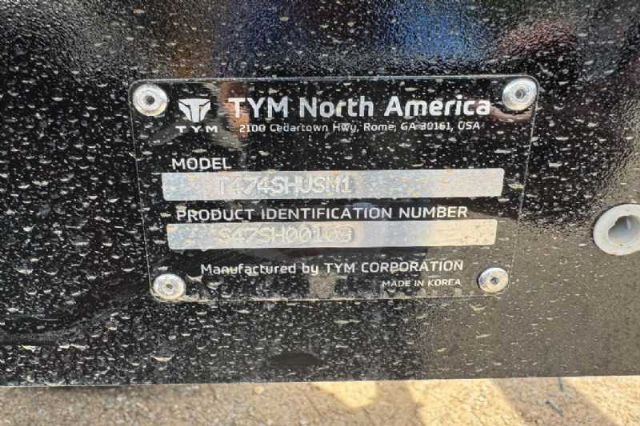 TYM
TYM North America
2100 Cedartown Hwy, Rome, GA 30161, USA
MODEL
T474SHUSM1
PRODUCT IDENTIFICATION NUMBER
Manufactured by TYM CORPORATION
MADE IN KOREA